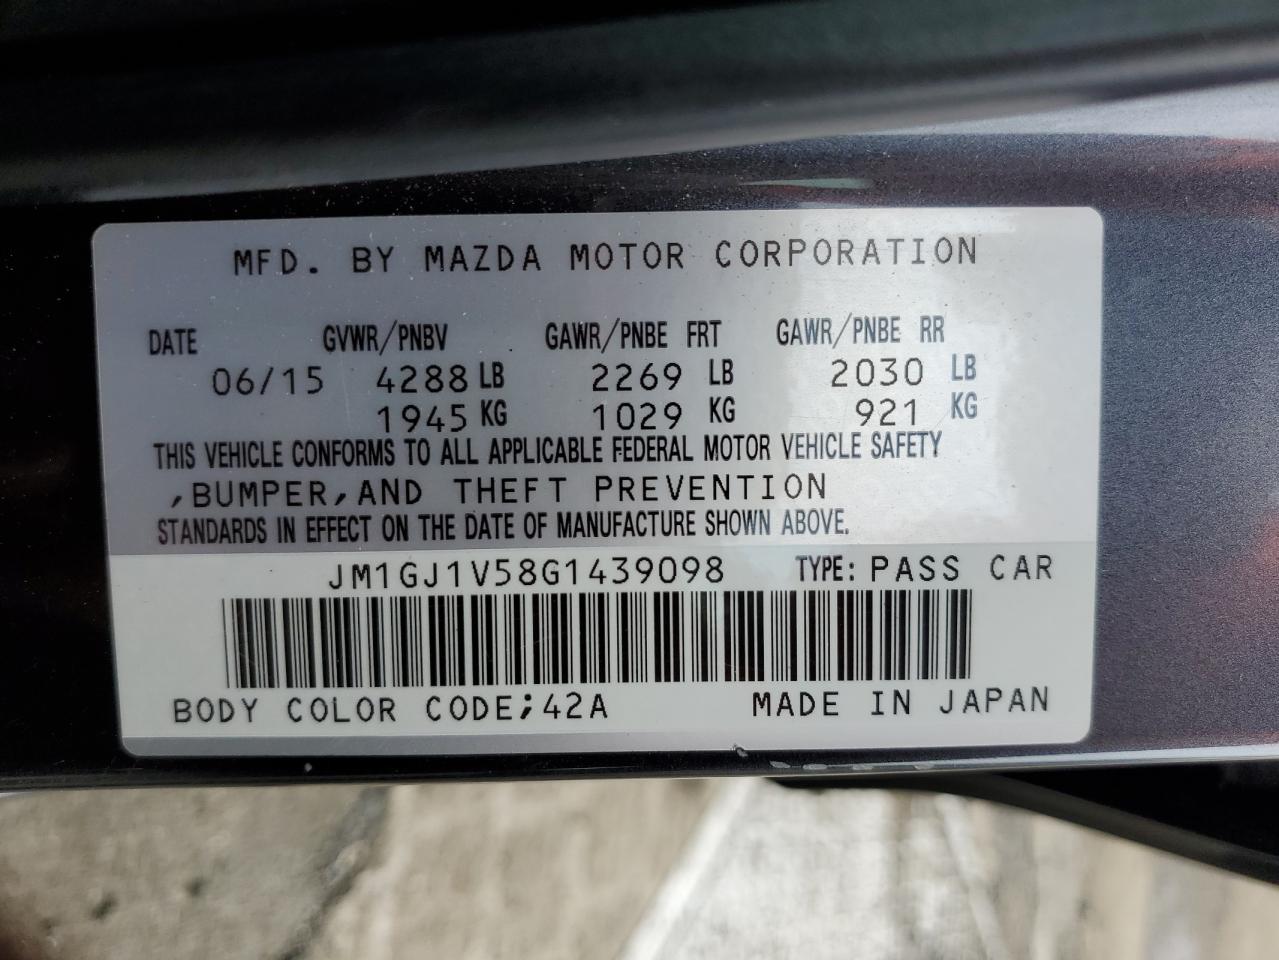 MFD. BY MAZDA MOTOR CORPORATION
DATE GVWR/PNBV GAWR/PNBE FRT GAWR/PNBE RR
06/15 4288 LB 2269 LB 2030 LB
1945 KG 1029 KG 921 KG
THIS VEHICLE CONFORMS TO ALL APPLICABLE FEDERAL MOTOR VEHICLE SAFETY
,BUMPER,AND THEFT PREVENTION
STANDARDS IN EFFECT ON THE DATE OF MANUFACTURE SHOWN ABOVE.
JM1GJ1V58G1439098 TYPE: PASS CAR
BODY COLOR CODE;42A MADE IN JAPAN